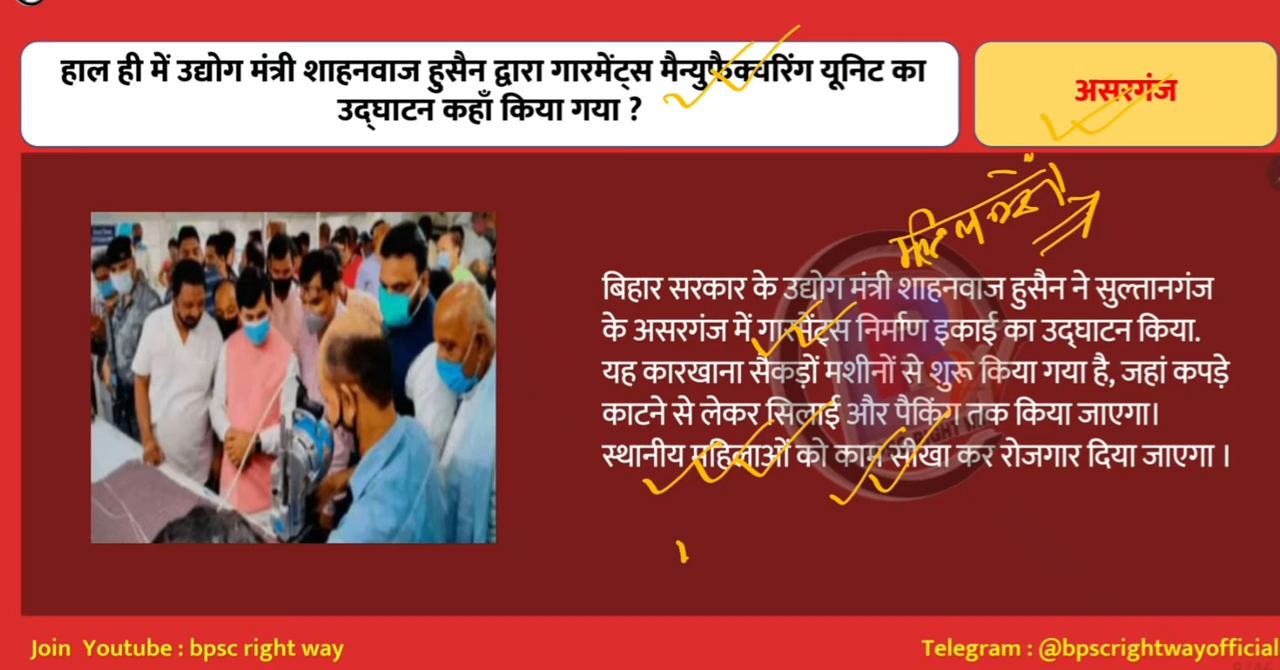 हाल ही में उद्योग मंत्री शाहनवाज हुसैन द्वारा गारमेंट्स मैन्युफैक्चरिंग यूनिट का
उद्घाटन कहाँ किया गया ?
असरगंज
बिहार सरकार के उद्योग मंत्री शाहनवाज हुसैन ने सुल्तानगंज
के असरगंज में गारमेंट्स निर्माण इकाई का उद्घाटन किया.
यह कारखाना सैकड़ों मशीनों से शुरू किया गया है, जहां कपड़े
काटने से लेकर सिलाई और पैकिंग तक किया जाएगा।
स्थानीय महिलाओं को काम सीखा कर रोजगार दिया जाएगा ।
Join Youtube : bpsc right way
Telegram : @bpscrightwayofficial